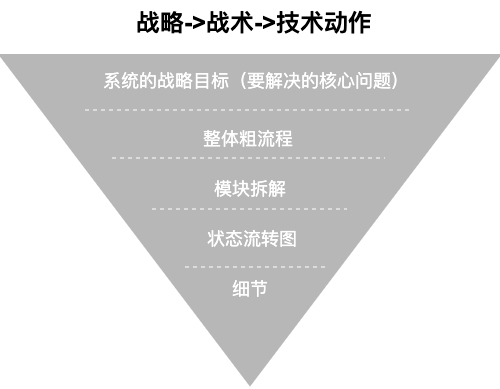 战略->战术->技术动作
系统的战略目标（要解决的核心问题）
整体粗流程
模块拆解
状态流转图
细节